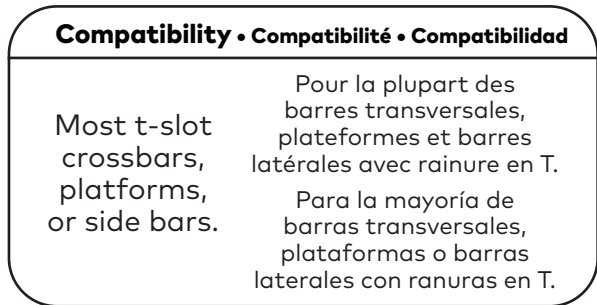 Compatibility • Compatibilité • Compatibilidad
Most t-slot
crossbars,
platforms,
or side bars.
Pour la plupart des
barres transversales,
plateformes et barres
latérales avec rainure en T.
Para la mayoría de
barras transversales,
plataformas o barras
laterales con ranuras en T.